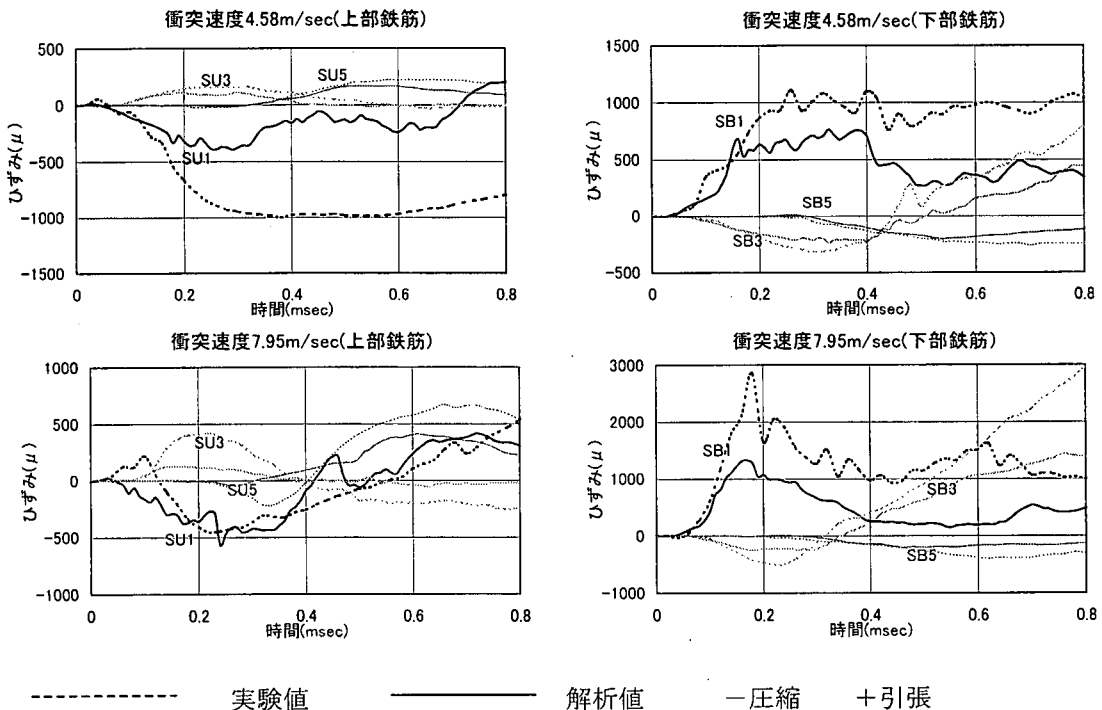 衝突速度4.58m/sec(上部鉄筋)
500
0
-500
-1000
-1500
ひずみ(μ)
SU3
SU5
SU1
0
0.2
0.4
0.6
0.8
時間(msec)
衝突速度4.58m/sec(下部鉄筋)
1500
1000
500
0
-500
ひずみ(μ)
SB1
SB5
SB3
0
0.2
0.4
0.6
0.8
時間(msec)
衝突速度7.95m/sec(上部鉄筋)
1000
500
0
-500
-1000
ひずみ(μ)
SU3
SU5
SU1
0
0.2
0.4
0.6
0.8
時間(msec)
衝突速度7.95m/sec(下部鉄筋)
3000
2000
1000
0
-1000
ひずみ(μ)
SB1
SB3
SB5
0
0.2
0.4
0.6
0.8
時間(msec)
実験値 解析値 −圧縮 +引張